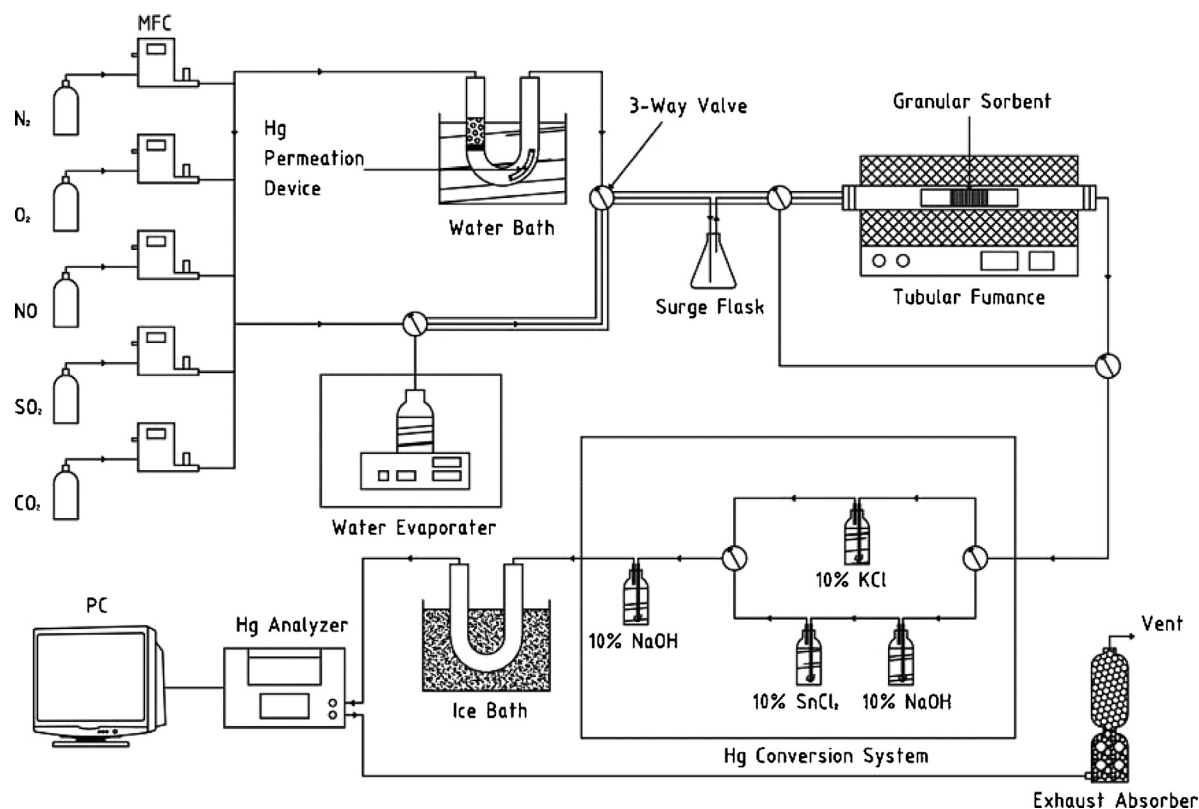 MFC
N₂
O₂
NO
SO₂
CO₂
Hg
Permeation
Device
Water Bath
3-Way Valve
Granular Sorbent
Surge Flask
Tubular Fumance
Water Evaporater
10% KCl
10% NaOH
10% SnCl₂
10% NaOH
Hg Conversion System
PC
Hg Analyzer
Ice Bath
Vent
Exhaust Absorber